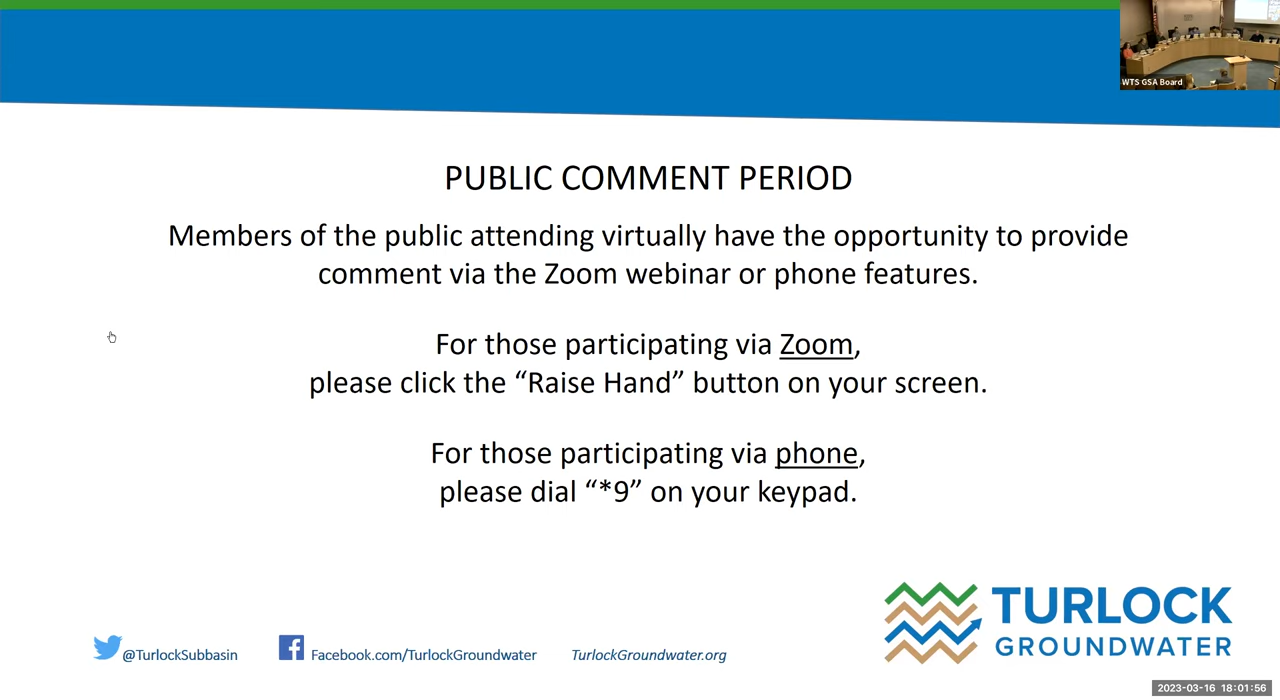 WTS GSA Board
PUBLIC COMMENT PERIOD
Members of the public attending virtually have the opportunity to provide
comment via the Zoom webinar or phone features.
For those participating via Zoom,
please click the “Raise Hand” button on your screen.
For those participating via phone,
please dial “*9” on your keypad.
TURLOCK
GROUNDWATER
@TurlockSubbasin
Facebook.com/TurlockGroundwater
TurlockGroundwater.org
2023-03-16 18:01:56